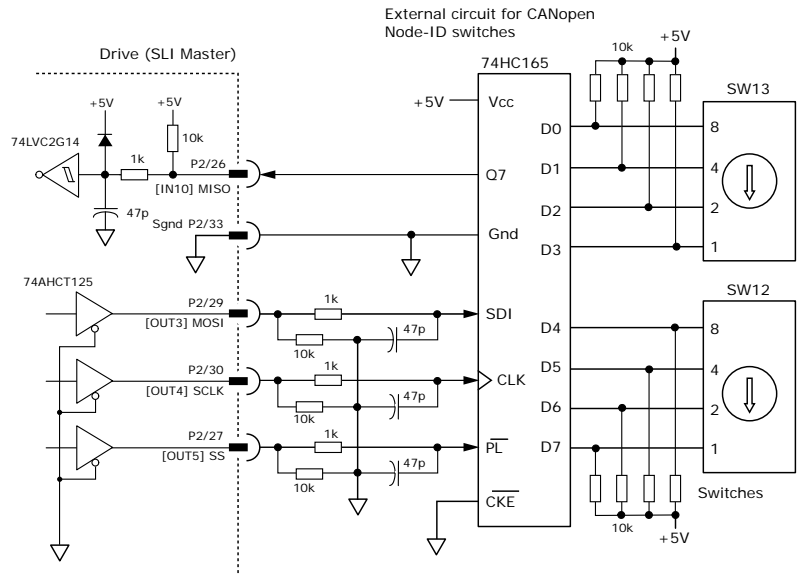 External circuit for CANopen
Node-ID switches
Drive (SLI Master)
74HC165
10k
+5V
SW13
+5V
+5V
+5V
Vcc
74LVC2G14
10k
1k
P2/26
[IN10] MISO
47p
Q7
D0
D1
D2
D3
8
4
2
1
Sgnd P2/33
Gnd
74AHCT125
P2/29
[OUT3] MOSI
1k
10k
47p
SDI
SW12
D4
D5
D6
D7
8
4
2
1
P2/30
[OUT4] SCLK
1k
10k
47p
CLK
P2/27
[OUT5] SS
1k
10k
47p
PL
CKE
Switches
10k
+5V